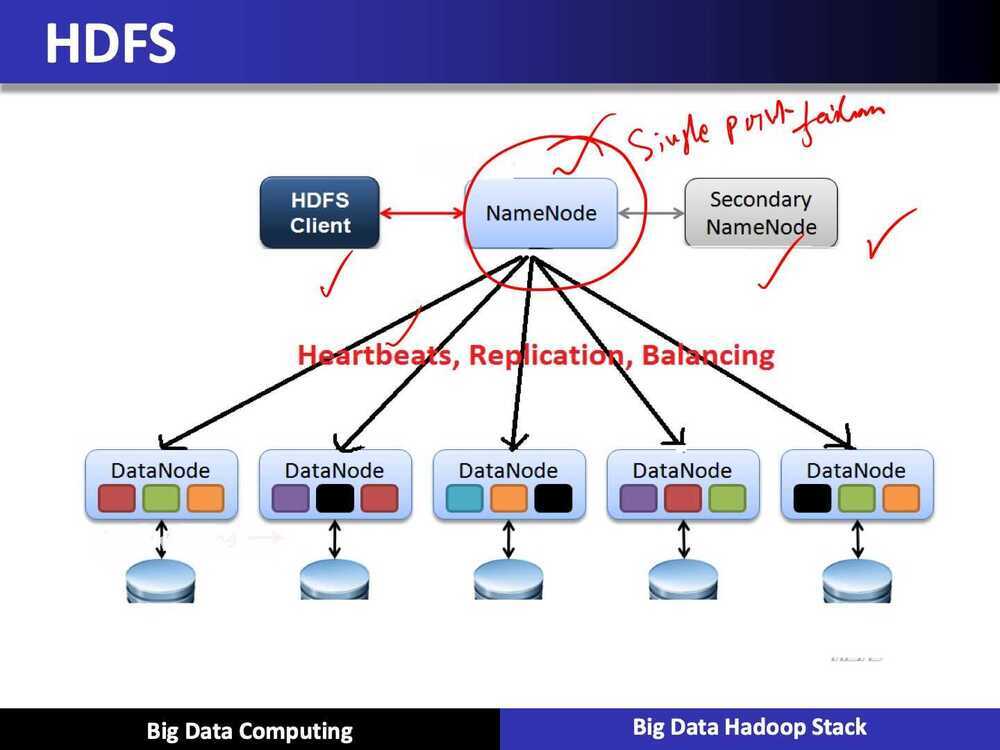 HDFS
Single point failure
HDFS
Client
NameNode
Secondary
NameNode
Heartbeats, Replication, Balancing
DataNode
DataNode
DataNode
DataNode
DataNode
Big Data Computing
Big Data Hadoop Stack